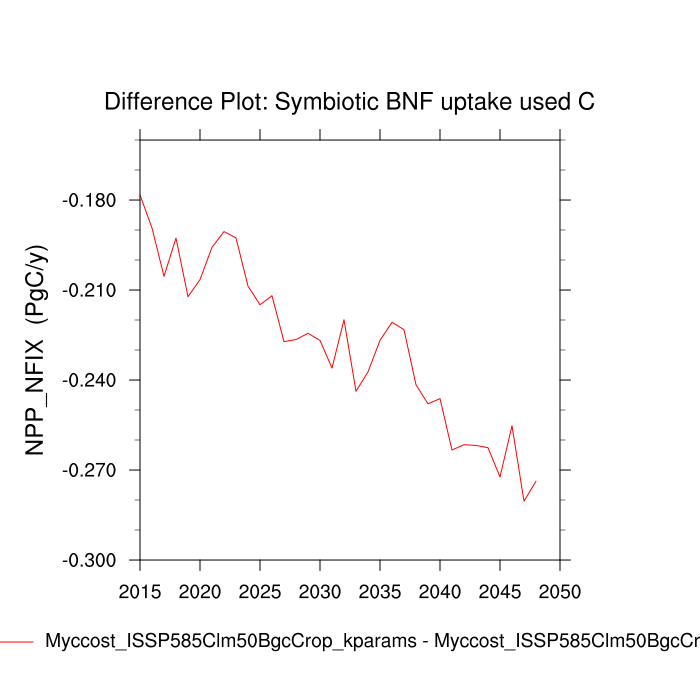 Difference Plot: Symbiotic BNF uptake used C
NPP_NFIX (PgC/y)
-0.180
-0.210
-0.240
-0.270
-0.300
2015 2020 2025 2030 2035 2040 2045 2050
Myccost_ISSP585Clm50BgcCrop_kparams - Myccost_ISSP585Clm50BgcCr